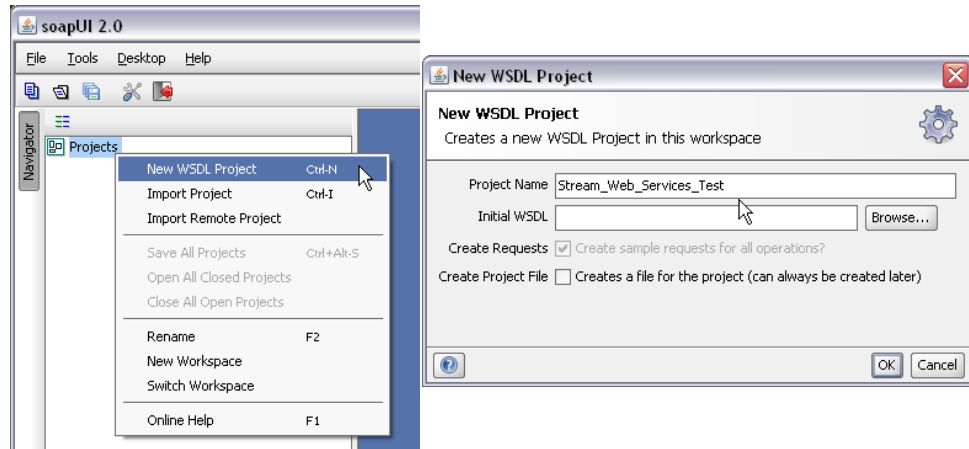 soapUI 2.0
File Tools Desktop Help
Navigator
Projects
New WSDL Project Ctrl-N
Import Project Ctrl-I
Import Remote Project
Save All Projects Ctrl+Alt-S
Open All Closed Projects
Close All Open Projects
Rename F2
New Workspace
Switch Workspace
Online Help F1
New WSDL Project
New WSDL Project
Creates a new WSDL Project in this workspace
Project Name Stream_Web_Services_Test
Initial WSDL Browse...
Create Requests Create sample requests for all operations?
Create Project File Creates a file for the project (can always be created later)
OK Cancel